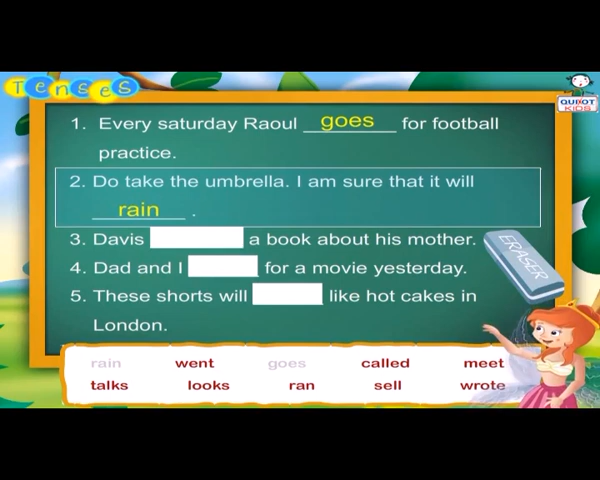 TENSES
QUIXOT
KIDS
1. Every saturday Raoul goes for football
practice.
2. Do take the umbrella. I am sure that it will
rain .
3. Davis a book about his mother.
4. Dad and I for a movie yesterday.
5. These shorts will like hot cakes in
London.
ERASER
rain went goes called meet
talks looks ran sell wrote